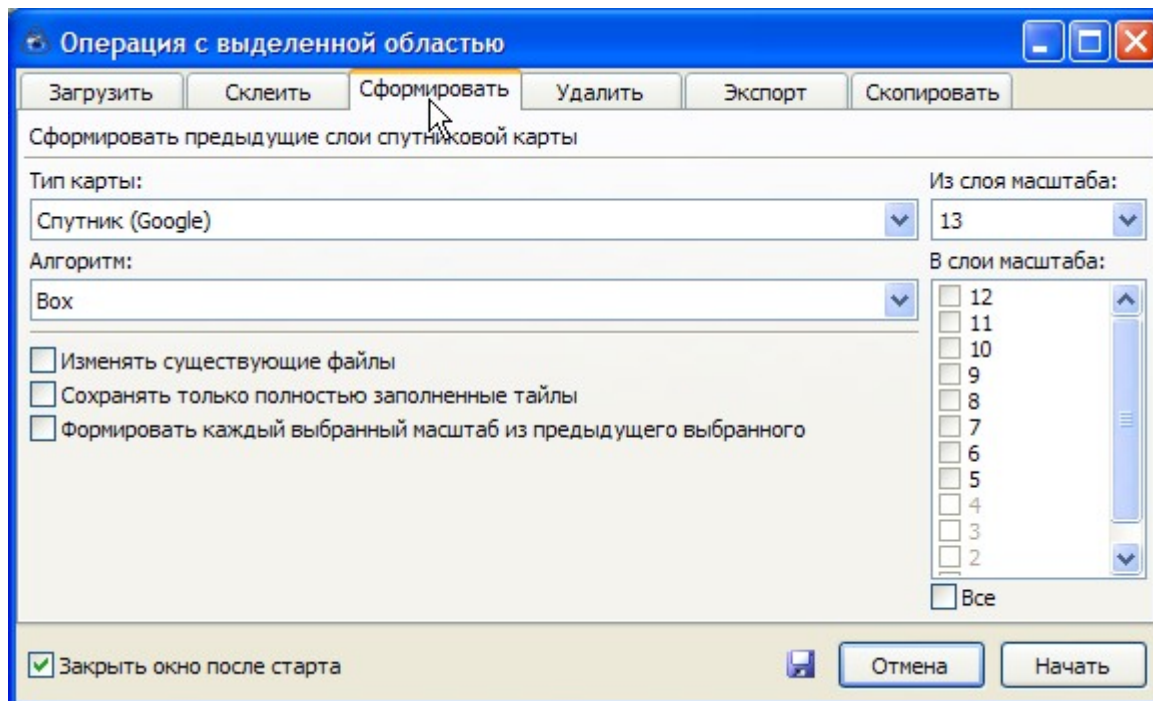 Операция с выделенной областью
Загрузить Склеить Сформировать Удалить Экспорт Скопировать
Сформировать предыдущие слои спутниковой карты
Тип карты:
Спутник (Google)
Алгоритм:
Box
Изменять существующие файлы
Сохранять только полностью заполненные тайлы
Формировать каждый выбранный масштаб из предыдущего выбранного
Из слоя масштаба:
13
В слои масштаба:
12
11
10
9
8
7
6
5
4
3
2
Все
Закрыть окно после старта
Отмена Начать